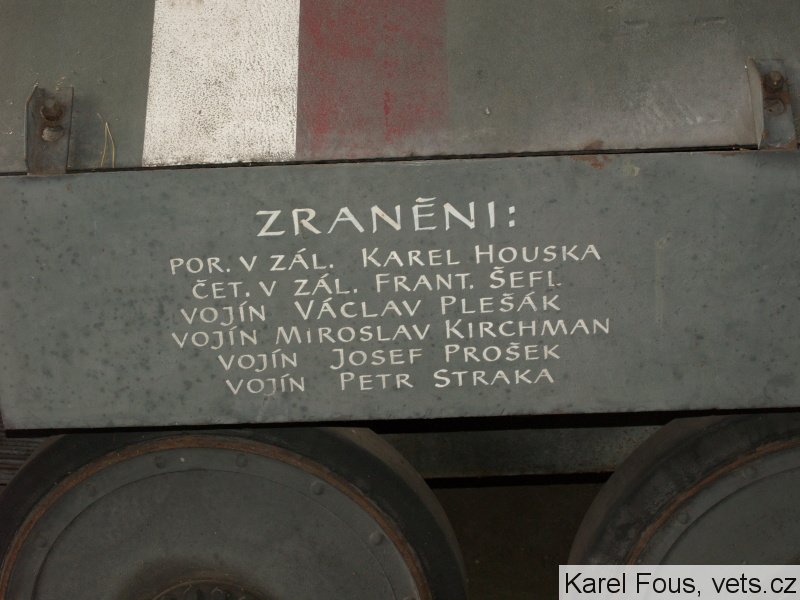 ZRANĚNI:
POR. V ZÁL. KAREL HOUSKA
ČET. V ZÁL. FRANT. ŠEFL
VOJÍN VÁCLAV PLEŠÁK
VOJÍN MIROSLAV KIRCHMAN
VOJÍN JOSEF PROŠEK
VOJÍN PETR STRAKA
Karel Fous, vets.cz